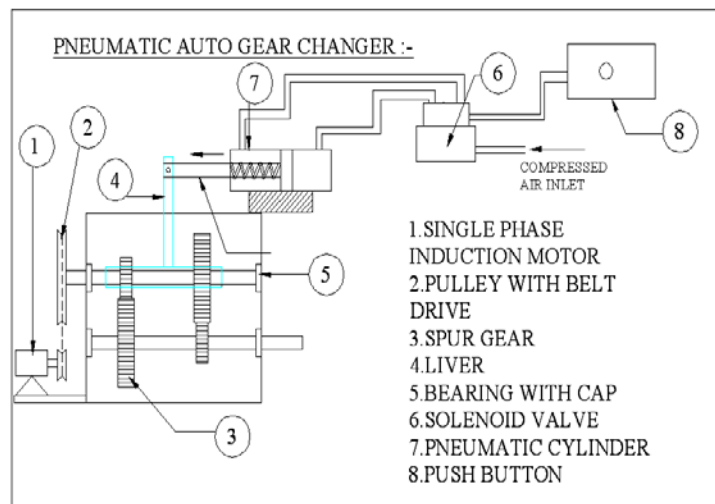 PNEUMATIC AUTO GEAR CHANGER :-
7
6
2
1
8
4
COMPRESSED
AIR INLET
5
3
1.SINGLE PHASE
INDUCTION MOTOR
2.PULLEY WITH BELT
DRIVE
3.SPUR GEAR
4.LIVER
5.BEARING WITH CAP
6.SOLENOID VALVE
7.PNEUMATIC CYLINDER
8.PUSH BUTTON